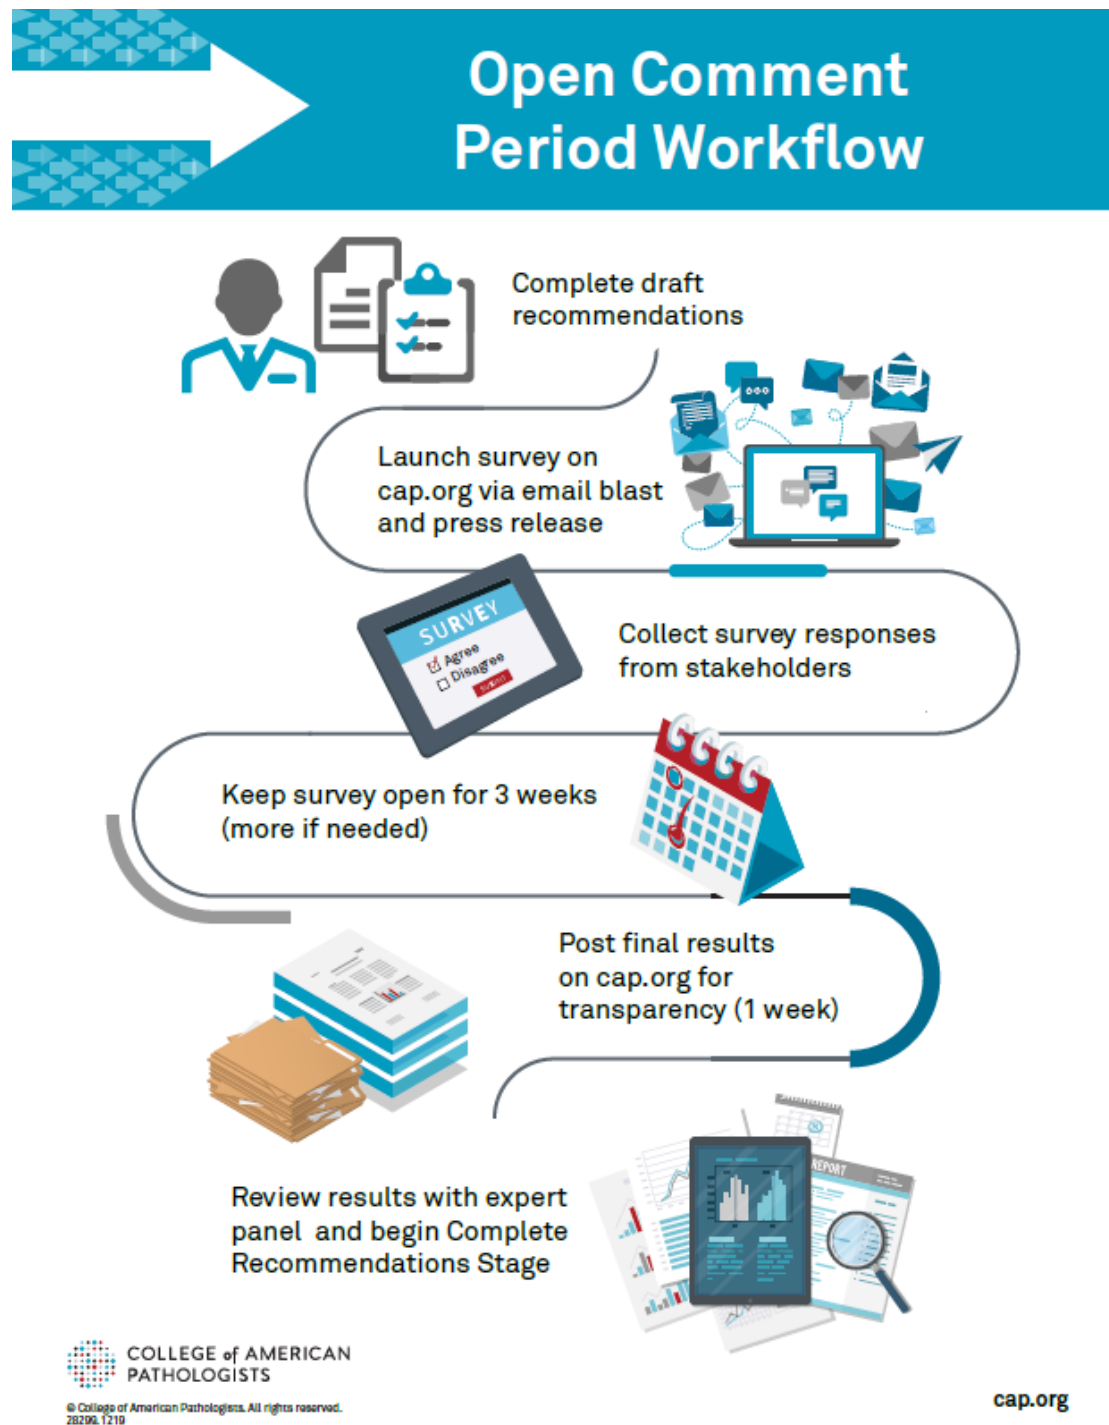 Open Comment
Period Workflow
Complete draft
recommendations
Launch survey on
cap.org via email blast
and press release
SURVEY
Agree
Disagree
SUBMIT
Collect survey responses
from stakeholders
Keep survey open for 3 weeks
(more if needed)
Post final results
on cap.org for
transparency (1 week)
REPORT
Review results with expert
panel and begin Complete
Recommendations Stage
COLLEGE of AMERICAN
PATHOLOGISTS
© College of American Pathologists. All rights reserved.
28299.1219
cap.org